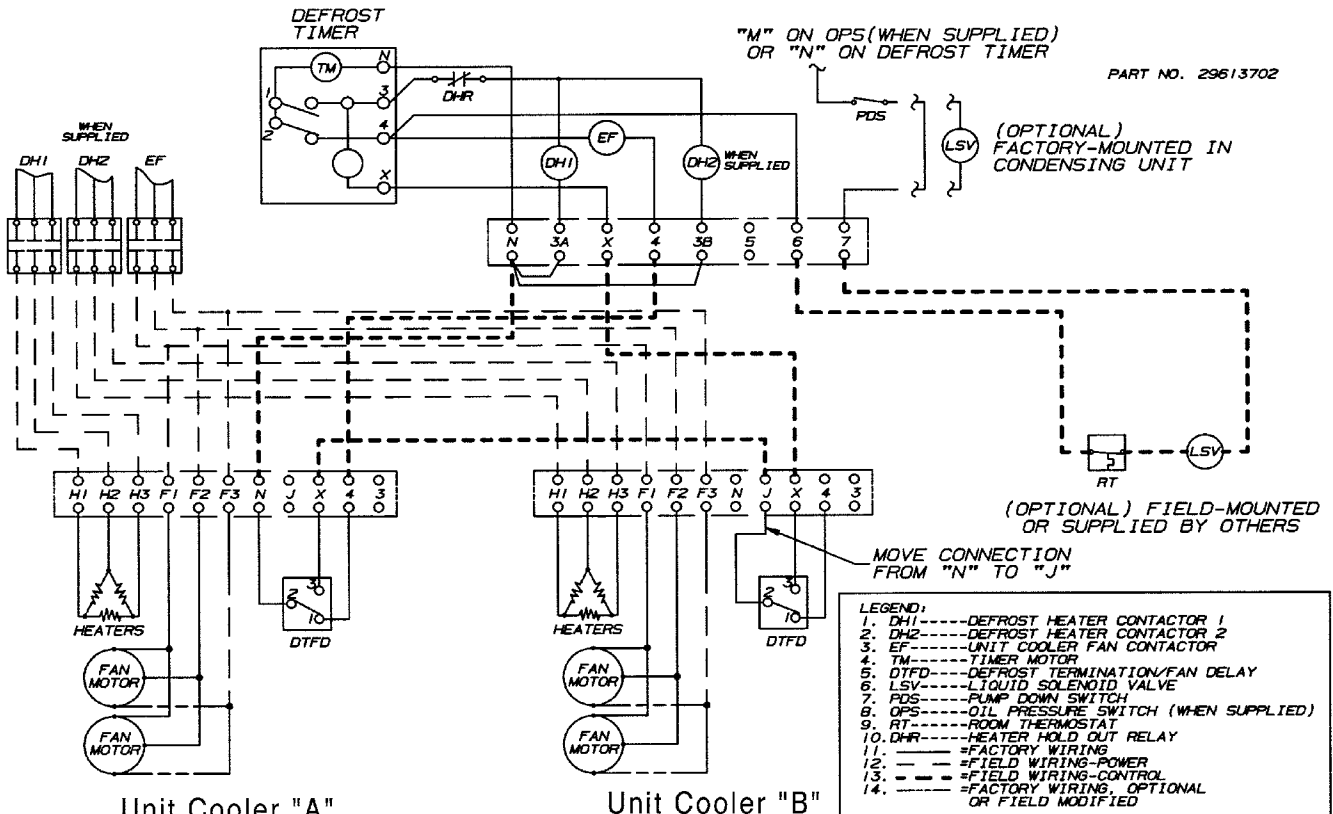 DEFROST
TIMER
"M" ON OPS(WHEN SUPPLIED)
OR "N" ON DEFROST TIMER
PART NO. 29613702
TM
N
1
3
2
4
X
DHR
EF
DH1
DH2
WHEN
SUPPLIED
PDS
LSV
(OPTIONAL)
FACTORY-MOUNTED IN
CONDENSING UNIT
WHEN
SUPPLIED
DH1 DH2 EF
N 3A X 4 3B 5 6 7
H1 H2 H3 F1 F2 F3 N J X 4 3
H1 H2 H3 F1 F2 F3 N J X 4 3
RT
LSV
(OPTIONAL) FIELD-MOUNTED
OR SUPPLIED BY OTHERS
MOVE CONNECTION
FROM "N" TO "J"
HEATERS
3
2
1
DTFD
FAN
MOTOR
FAN
MOTOR
Unit Cooler "A"
HEATERS
3
2
1
DTFD
FAN
MOTOR
FAN
MOTOR
Unit Cooler "B"
LEGEND:
1. DH1-----DEFROST HEATER CONTACTOR 1
2. DH2-----DEFROST HEATER CONTACTOR 2
3. EF------UNIT COOLER FAN CONTACTOR
4. TM------TIMER MOTOR
5. DTFD----DEFROST TERMINATION/FAN DELAY
6. LSV-----LIQUID SOLENOID VALVE
7. PDS-----PUMP DOWN SWITCH
8. OPS-----OIL PRESSURE SWITCH (WHEN SUPPLIED)
9. RT------ROOM THERMOSTAT
10. DHR-----HEATER HOLD OUT RELAY
11. =FACTORY WIRING
12. =FIELD WIRING-POWER
13. =FIELD WIRING-CONTROL
14. =FACTORY WIRING, OPTIONAL
OR FIELD MODIFIED